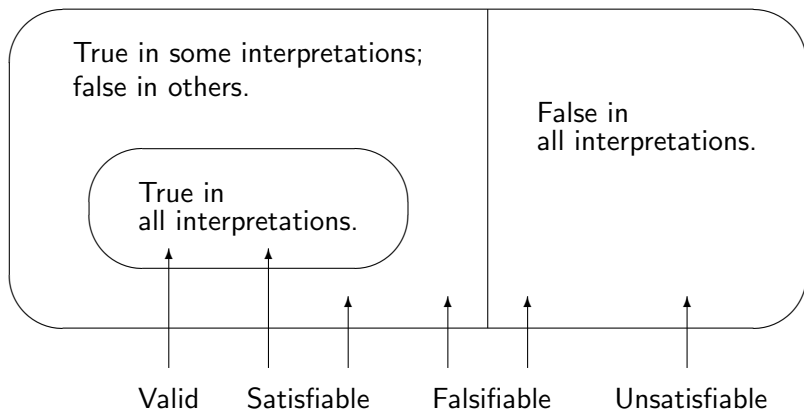 True in some interpretations;
false in others.
False in
all interpretations.
True in
all interpretations.
Valid Satisfiable Falsifiable Unsatisfiable